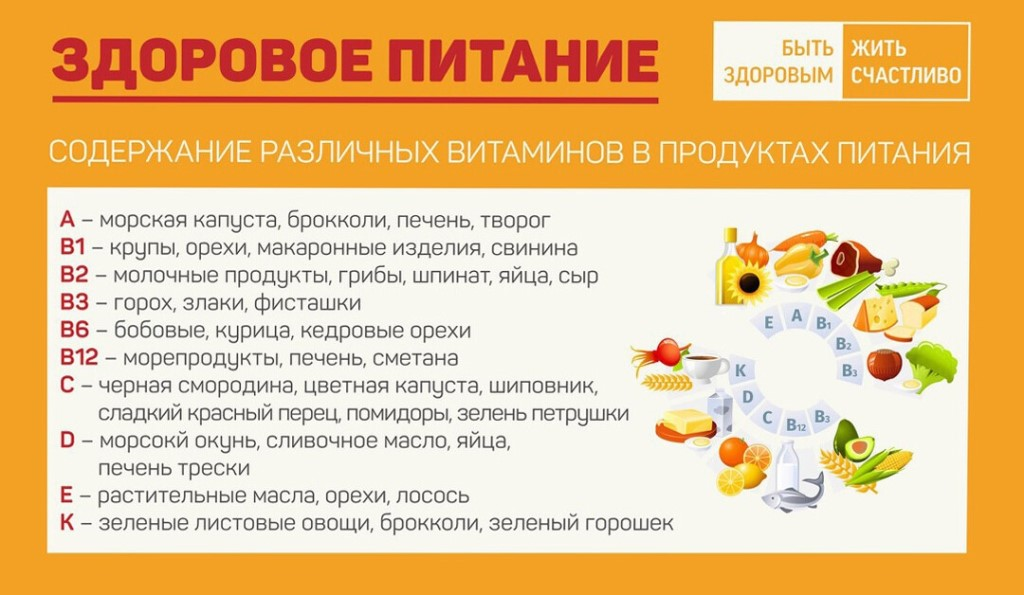 ЗДОРОВОЕ ПИТАНИЕ
БЫТЬ ЗДОРОВЫМ
ЖИТЬ СЧАСТЛИВО
СОДЕРЖАНИЕ РАЗЛИЧНЫХ ВИТАМИНОВ В ПРОДУКТАХ ПИТАНИЯ
A – морская капуста, брокколи, печень, творог
B1 – крупы, орехи, макаронные изделия, свинина
B2 – молочные продукты, грибы, шпинат, яйца, сыр
B3 – горох, злаки, фисташки
B6 – бобовые, курица, кедровые орехи
B12 – морепродукты, печень, сметана
C – черная смородина, цветная капуста, шиповник,
сладкий красный перец, помидоры, зелень петрушки
D – морсокй окунь, сливочное масло, яйца,
печень трески
E – растительные масла, орехи, лосось
K – зеленые листовые овощи, брокколи, зеленый горошек
E
A
B1
B2
B3
B3
B12
C
D
K